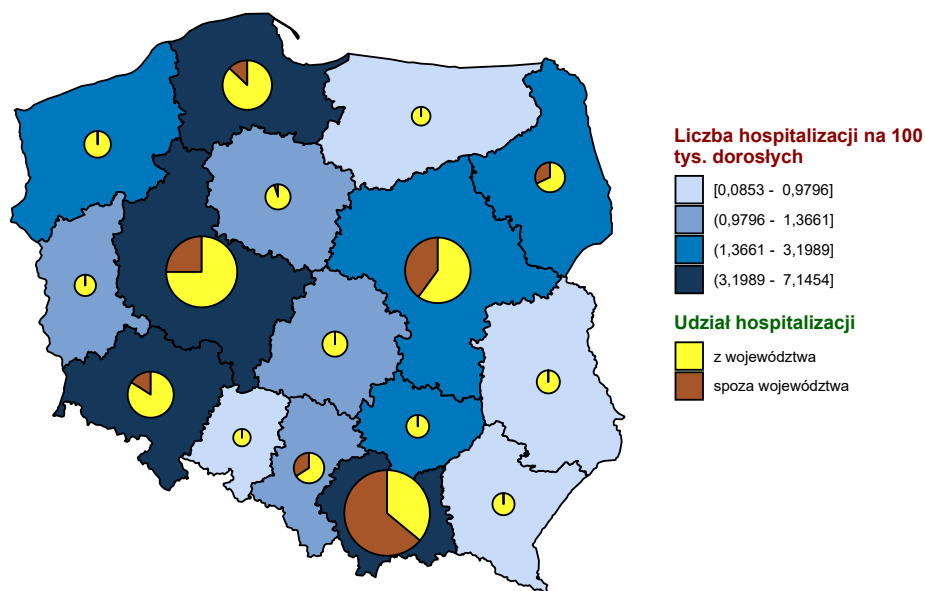 Liczba hospitalizacji na 100
tys. dorosłych
[0,0853 - 0,9796]
(0,9796 - 1,3661]
(1,3661 - 3,1989]
(3,1989 - 7,1454]
Udział hospitalizacji
z województwa
spoza województwa